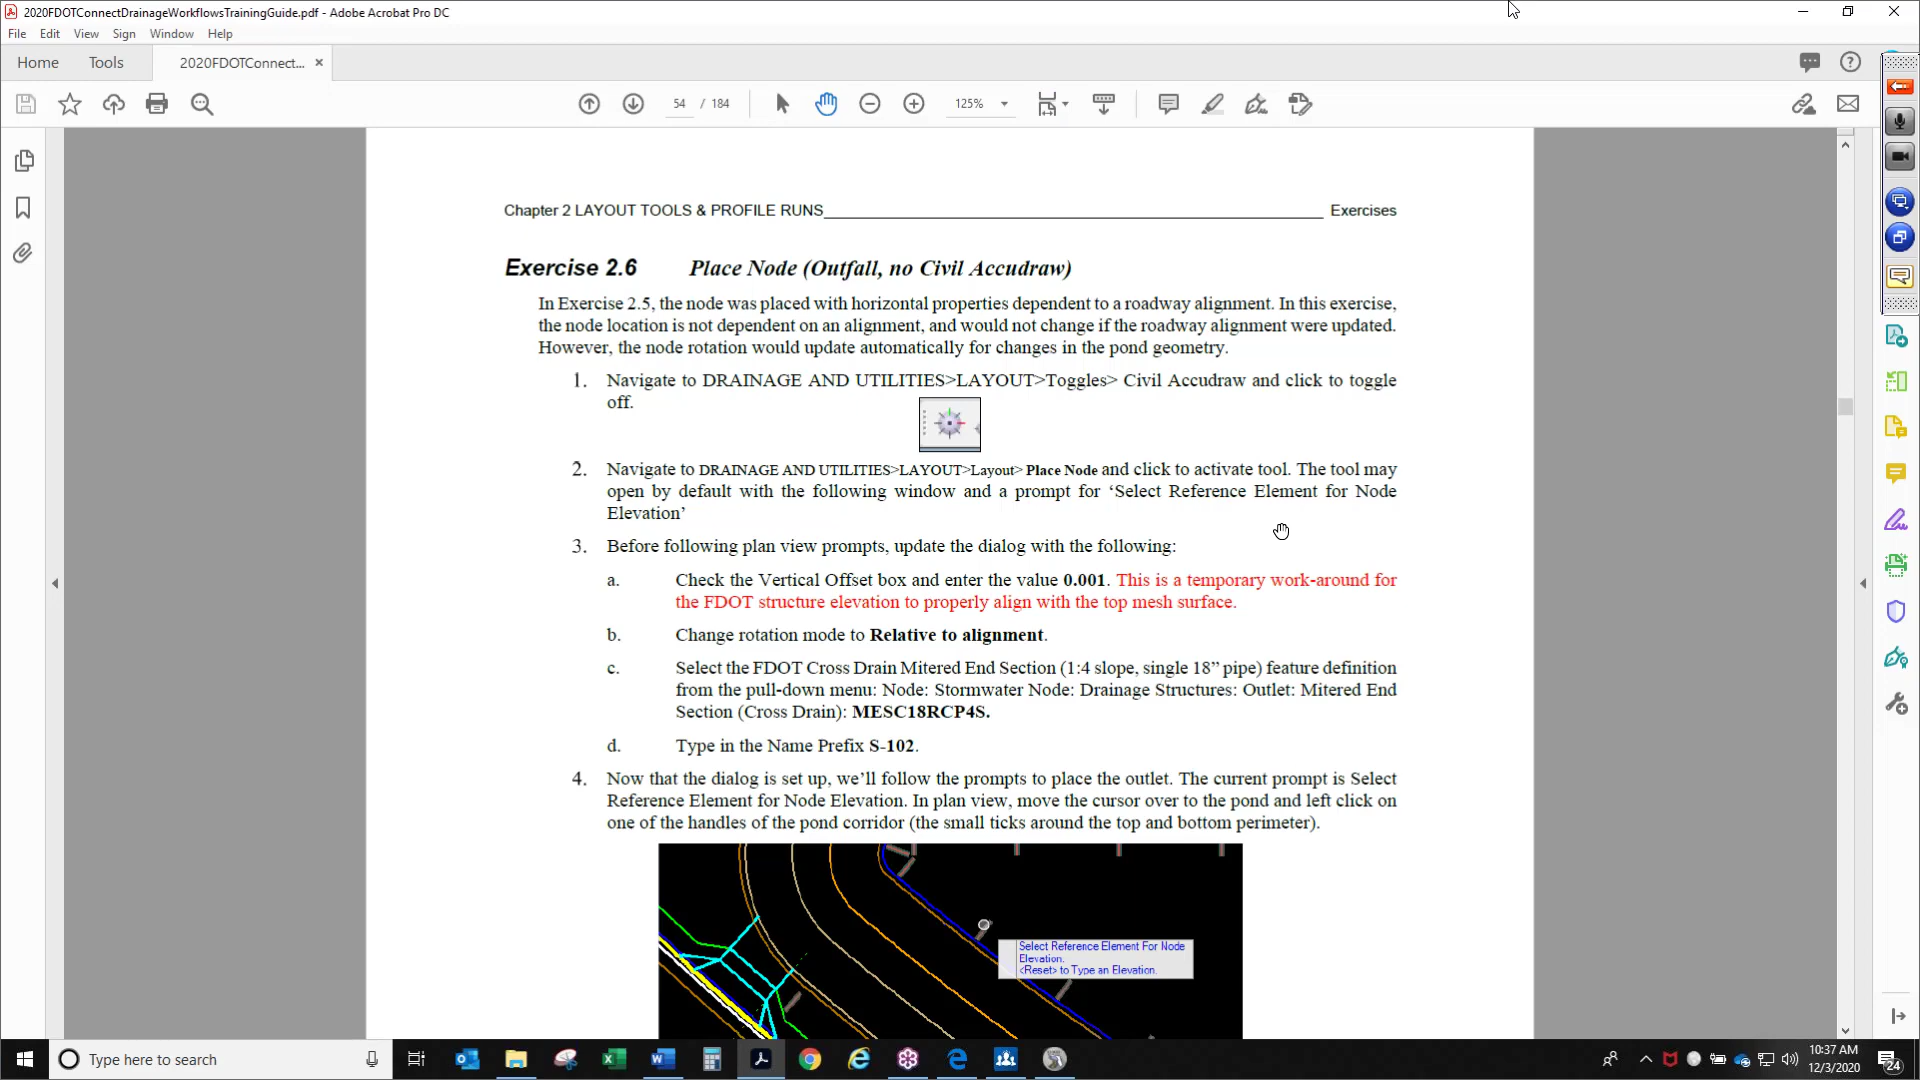 2020FDOTConnectDrainageWorkflowsTrainingGuide.pdf - Adobe Acrobat Pro DC
File Edit View Sign Window Help
Home Tools 2020FDOTConnect... ×
54 / 184 125%
Chapter 2 LAYOUT TOOLS & PROFILE RUNS Exercises
Exercise 2.6 Place Node (Outfall, no Civil Accudraw)
In Exercise 2.5, the node was placed with horizontal properties dependent to a roadway alignment. In this exercise,
the node location is not dependent on an alignment, and would not change if the roadway alignment were updated.
However, the node rotation would update automatically for changes in the pond geometry.
1. Navigate to DRAINAGE AND UTILITIES>LAYOUT>Toggles> Civil Accudraw and click to toggle
off.
2. Navigate to DRAINAGE AND UTILITIES>LAYOUT>Layout> Place Node and click to activate tool. The tool may
open by default with the following window and a prompt for ‘Select Reference Element for Node
Elevation’
3. Before following plan view prompts, update the dialog with the following:
a. Check the Vertical Offset box and enter the value 0.001. This is a temporary work-around for
the FDOT structure elevation to properly align with the top mesh surface.
b. Change rotation mode to Relative to alignment.
c. Select the FDOT Cross Drain Mitered End Section (1:4 slope, single 18” pipe) feature definition
from the pull-down menu: Node: Stormwater Node: Drainage Structures: Outlet: Mitered End
Section (Cross Drain): MESC18RCP4S.
d. Type in the Name Prefix S-102.
4. Now that the dialog is set up, we’ll follow the prompts to place the outlet. The current prompt is Select
Reference Element for Node Elevation. In plan view, move the cursor over to the pond and left click on
one of the handles of the pond corridor (the small ticks around the top and bottom perimeter).
Select Reference Element For Node
Elevation.
<Reset> to Type an Elevation.
Type here to search
10:37 AM
12/3/2020
24